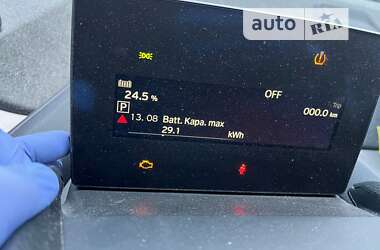 auto RIA
24.5 %
OFF
Trip
000.0 km
P
13. 08 Batt. Kapa. max
29.1 kWh